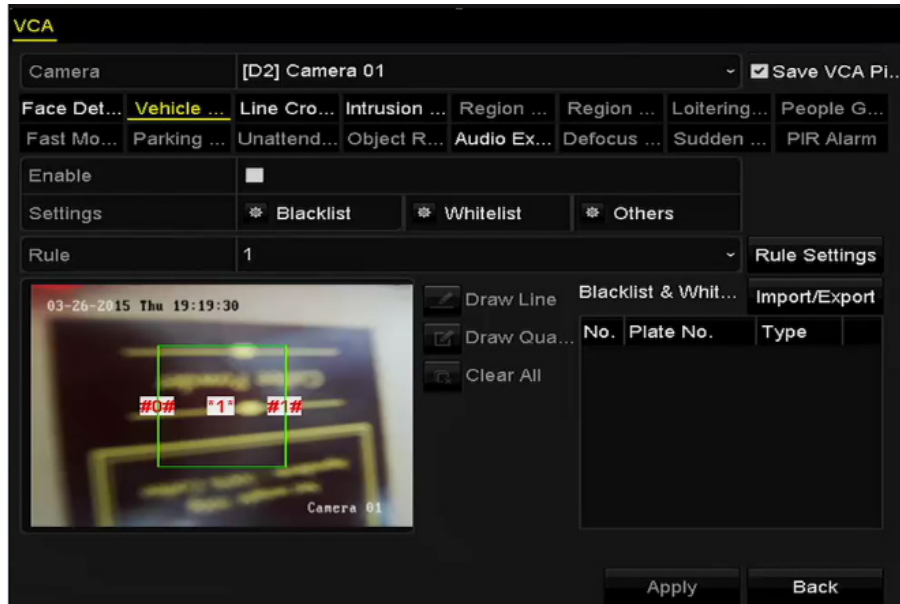 VCA
Camera [D2] Camera 01 Save VCA Pi..
Face Det... Vehicle ... Line Cro... Intrusion ... Region ... Region ... Loitering... People G...
Fast Mo... Parking ... Unattend... Object R... Audio Ex... Defocus ... Sudden ... PIR Alarm
Enable
Settings Blacklist Whitelist Others
Rule 1 Rule Settings
03-26-2015 Thu 19:19:30
#0# *1* #1#
Camera 01
Draw Line
Draw Qua...
Clear All
Blacklist & Whit... Import/Export
No. Plate No. Type
Apply Back